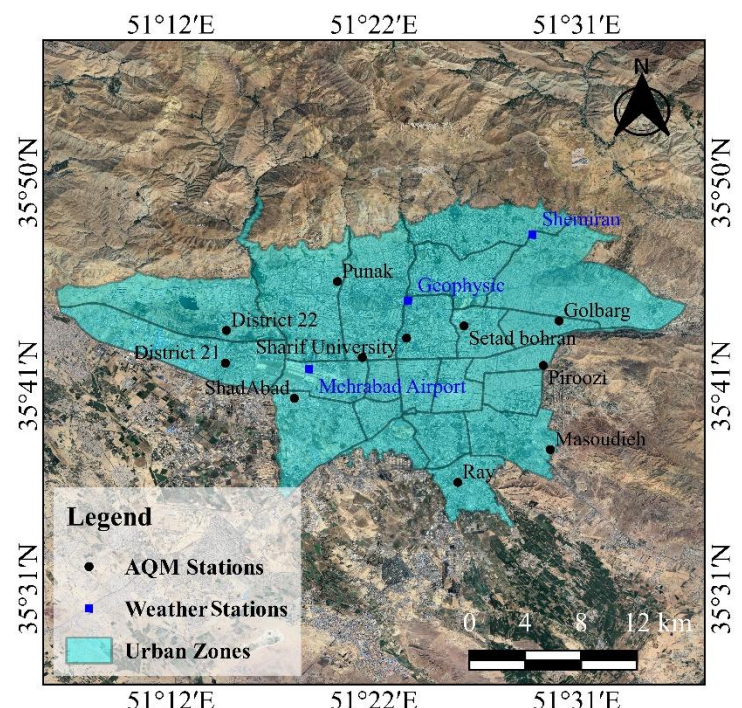 51°12′E 51°22′E 51°31′E
N
35°50′N 35°50′N
Shemiran
Punak
Geophysic
Golbarg
District 22
Setad bohran
Sharif University
District 21
Mehrabad Airport
Piroozi
35°41′N 35°41′N
ShadAbad
Masoudieh
Ray
Legend
AQM Stations
Weather Stations
Urban Zones
35°31′N 35°31′N
0 4 8 12 km
51°12′E 51°22′E 51°31′E